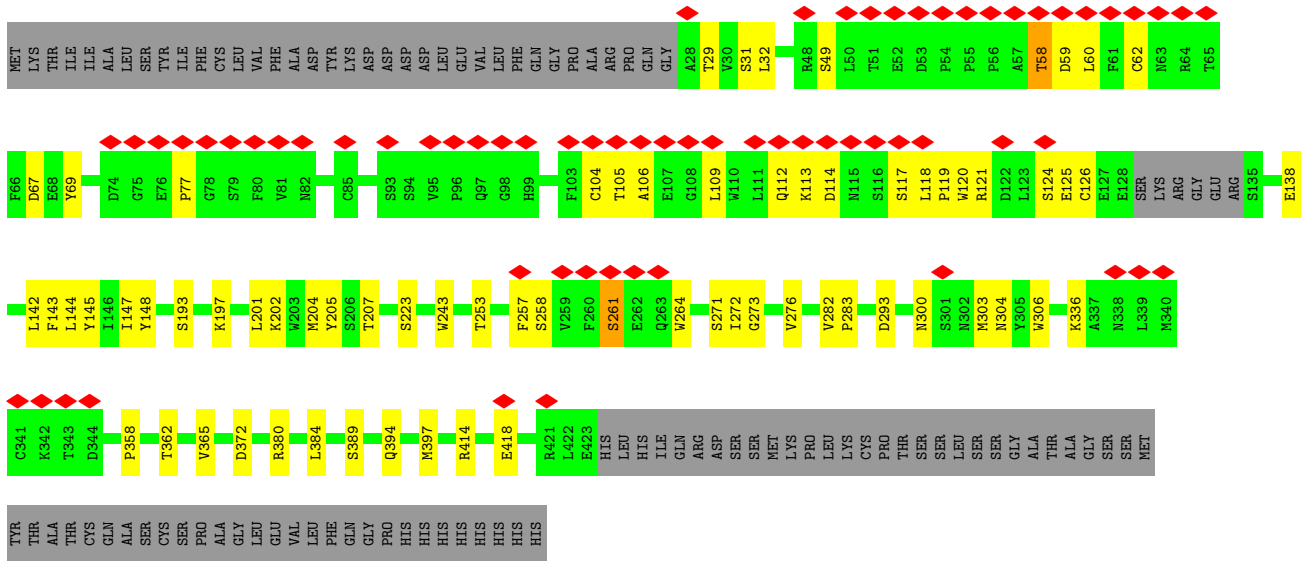 MET LYS THR ILE ILE ALA LEU SER TYR ILE PHE CYS LEU VAL PHE ALA ASP TYR LYS ASP ASP ASP ASP LEU GLU VAL LEU PHE GLN GLY PRO ALA ARG PRO GLN GLY A28 T29 V30 S31 L32 R48 S49 L50 T51 E52 D53 P54 P55 P56 A57 T58 D59 L60 F61 C62 N63 R64 T65
F66 D67 E68 Y69 D74 G75 E76 P77 G78 S79 F80 V81 N82 C85 S93 S94 V95 P96 Q97 G98 H99 F103 C104 T105 A106 E107 G108 L109 W110 L111 Q112 K113 D114 N115 S116 S117 L118 P119 W120 R121 D122 L123 S124 E125 C126 E127 E128 SER LYS ARG GLY GLU ARG S135 E138
L142 F143 L144 Y145 I146 I147 Y148 S193 K197 L201 K202 W203 M204 Y205 S206 T207 S223 W243 T253 F257 S258 V259 F260 S261 E262 Q263 W264 S271 I272 G273 V276 V282 P283 D293 N300 S301 N302 M303 N304 Y305 W306 K336 A337 N338 L339 M340
C341 K342 T343 D344 P358 T362 V365 D372 R380 L384 S389 Q394 M397 R414 E418 R421 L422 E423 HIS LEU HIS ILE GLN ARG ASP SER SER MET LYS PRO LEU LYS CYS PRO THR SER SER LEU SER SER GLY ALA THR ALA GLY SER SER MET
TYR THR ALA THR CYS GLN ALA SER CYS SER PRO ALA GLY LEU GLU VAL LEU PHE GLN GLY PRO HIS HIS HIS HIS HIS HIS HIS HIS